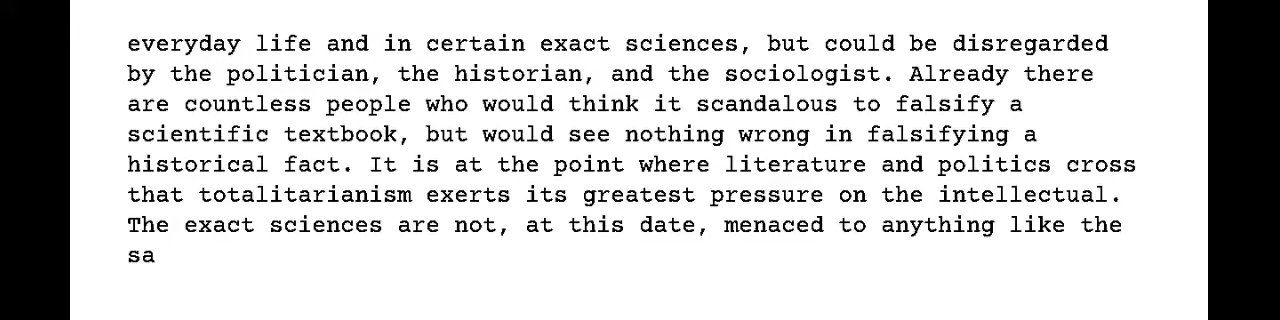 everyday life and in certain exact sciences, but could be disregarded
by the politician, the historian, and the sociologist. Already there
are countless people who would think it scandalous to falsify a
scientific textbook, but would see nothing wrong in falsifying a
historical fact. It is at the point where literature and politics cross
that totalitarianism exerts its greatest pressure on the intellectual.
The exact sciences are not, at this date, menaced to anything like the
sa